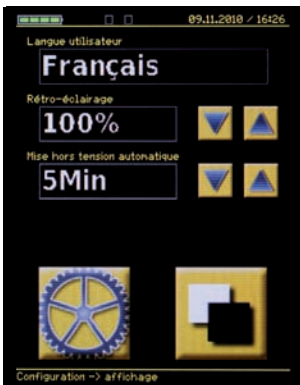 09.11.2010 / 16:26
Langue utilisateur
Français
Rétro-éclairage
100%
Mise hors tension automatique
5Min
Configuration -> affichage